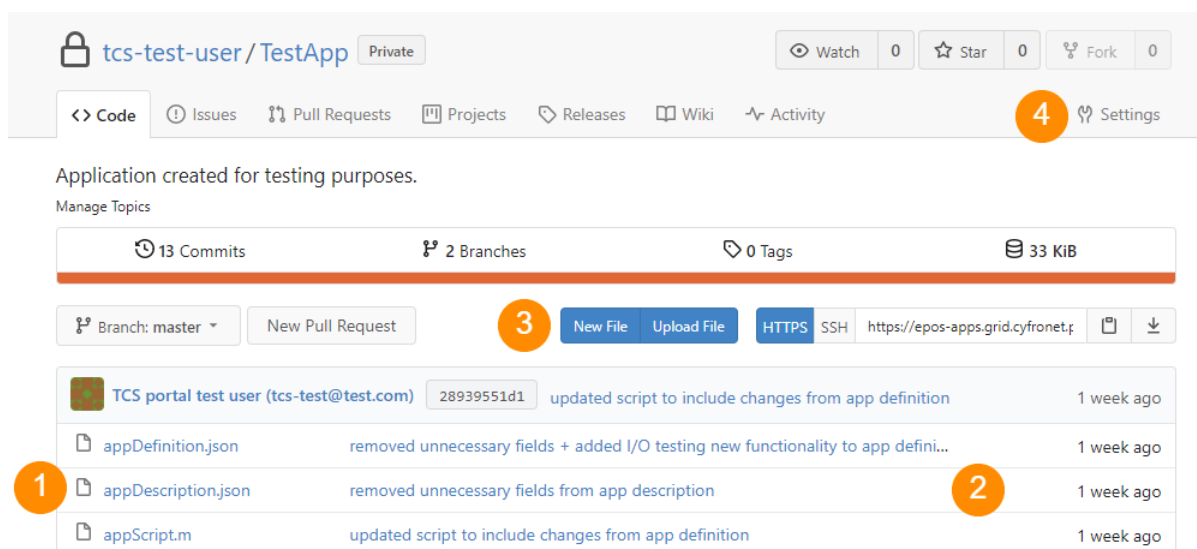 tcs-test-user / TestApp Private Watch 0 Star 0 Fork 0
<> Code Issues Pull Requests Projects Releases Wiki Activity 4 Settings
Application created for testing purposes.
Manage Topics
13 Commits 2 Branches 0 Tags 33 KiB
Branch: master New Pull Request 3 New File Upload File HTTPS SSH https://epos-apps.grid.cyfronet.p
TCS portal test user (tcs-test@test.com) 28939551d1 updated script to include changes from app definition 1 week ago
appDefinition.json removed unnecessary fields + added I/O testing new functionality to app defini... 1 week ago
1 appDescription.json removed unnecessary fields from app description 2 1 week ago
appScript.m updated script to include changes from app definition 1 week ago